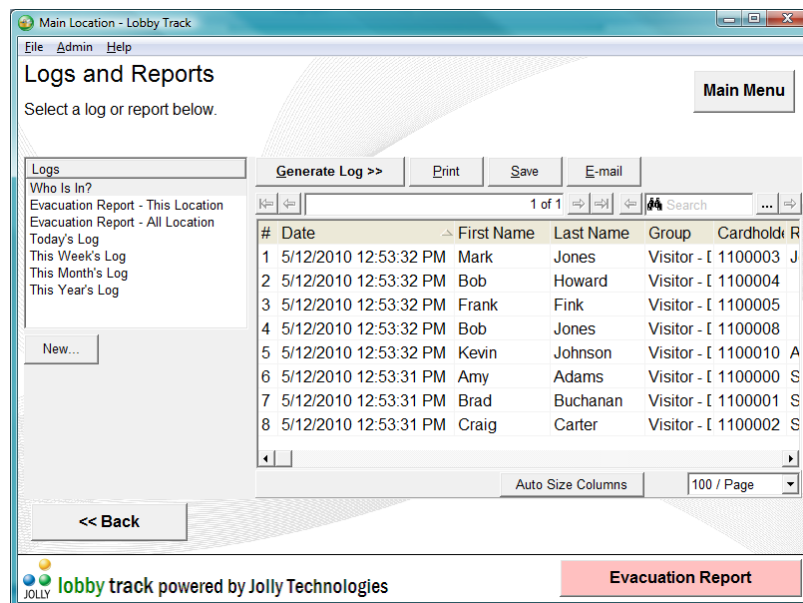 Main Location - Lobby Track
File Admin Help
Logs and Reports
Main Menu
Select a log or report below.
Logs
Who Is In?
Evacuation Report - This Location
Evacuation Report - All Location
Today's Log
This Week's Log
This Month's Log
This Year's Log
New...
Generate Log >> Print Save E-mail
1 of 1 Search ...
# Date First Name Last Name Group Cardholde R
1 5/12/2010 12:53:32 PM Mark Jones Visitor - D 1100003 J
2 5/12/2010 12:53:32 PM Bob Howard Visitor - D 1100004
3 5/12/2010 12:53:32 PM Frank Fink Visitor - D 1100005
4 5/12/2010 12:53:32 PM Bob Jones Visitor - D 1100008
5 5/12/2010 12:53:32 PM Kevin Johnson Visitor - D 1100010 A
6 5/12/2010 12:53:31 PM Amy Adams Visitor - D 1100000 S
7 5/12/2010 12:53:31 PM Brad Buchanan Visitor - D 1100001 S
8 5/12/2010 12:53:31 PM Craig Carter Visitor - D 1100002 S
Auto Size Columns 100 / Page
<< Back
JOLLY lobby track powered by Jolly Technologies
Evacuation Report